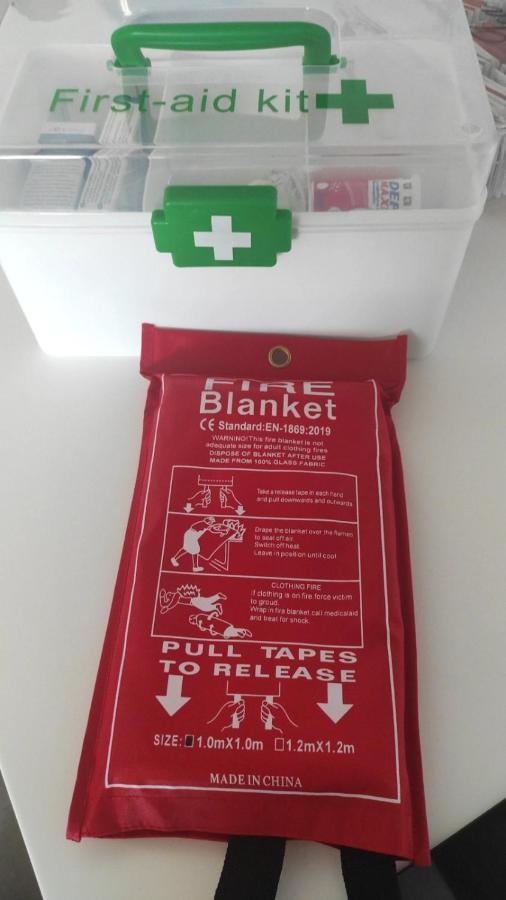 First-aid kit
DEP
MAXI
FIRE
Blanket
CE Standard:EN-1869:2019
WARNING!This fire blanket is not
adequate size for adult clothing fires
DISPOSE OF BLANKET AFTER USE
MADE FROM 100% GLASS FABRIC
Take a release tape in each hand
and pull downwards and outwards
Drape the blanket over the flames
to seal off air.
Switch off heat.
Leave in position until cool
CLOTHING FIRE
If clothing is on fire.force victim
to groud.
Wrap in fire blanket.call medicalaid
and treat for shock.
PULL TAPES
TO RELEASE
SIZE: 1.0mX1.0m 1.2mX1.2m
MADE IN CHINA